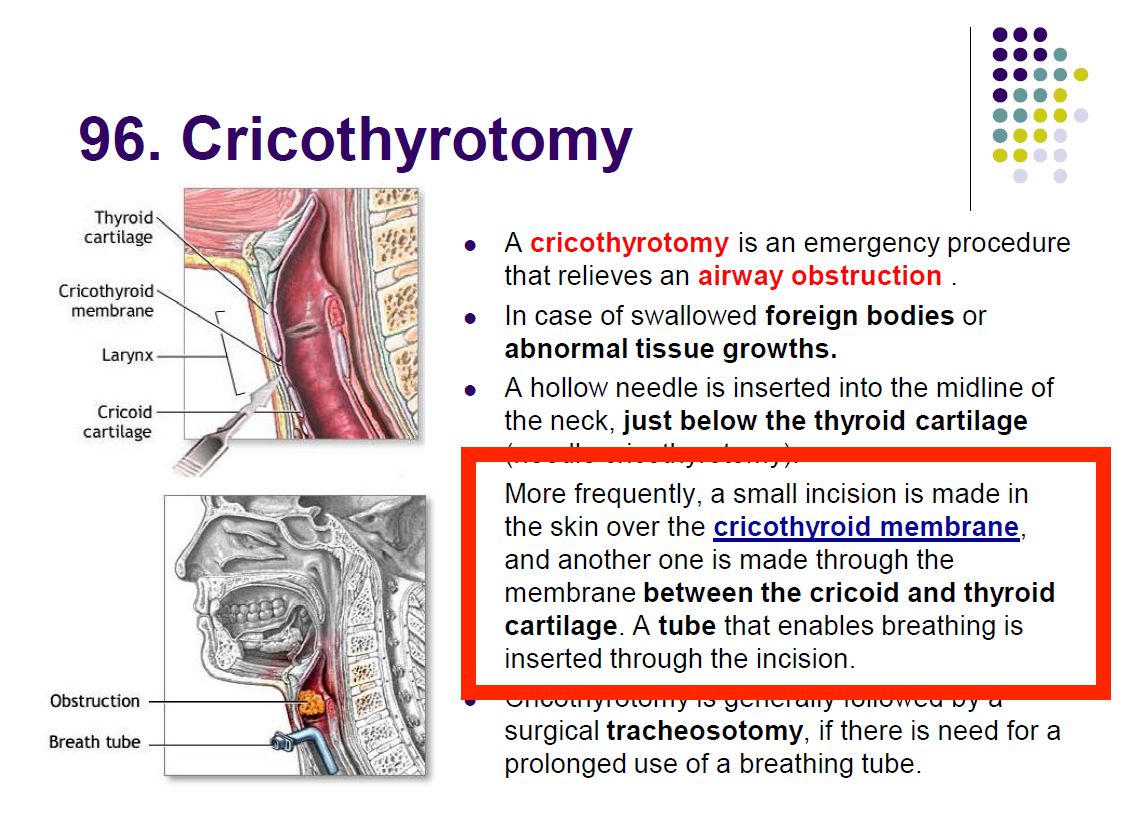 96. Cricothyrotomy
Thyroid
cartilage
Cricothyroid
membrane
Larynx
Cricoid
cartilage
Obstruction
Breath tube
A cricothyrotomy is an emergency procedure
that relieves an airway obstruction .
In case of swallowed foreign bodies or
abnormal tissue growths.
A hollow needle is inserted into the midline of
the neck, just below the thyroid cartilage
More frequently, a small incision is made in
the skin over the cricothyroid membrane,
and another one is made through the
membrane between the cricoid and thyroid
cartilage. A tube that enables breathing is
inserted through the incision.
is generally followed by a
surgical tracheosotomy, if there is need for a
prolonged use of a breathing tube.